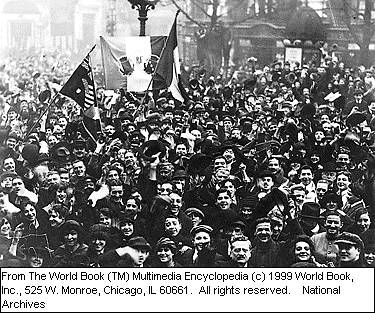 From The World Book (TM) Multimedia Encyclopedia (c) 1999 World Book,
Inc., 525 W. Monroe, Chicago, IL 60661.  All rights reserved.    National
Archives